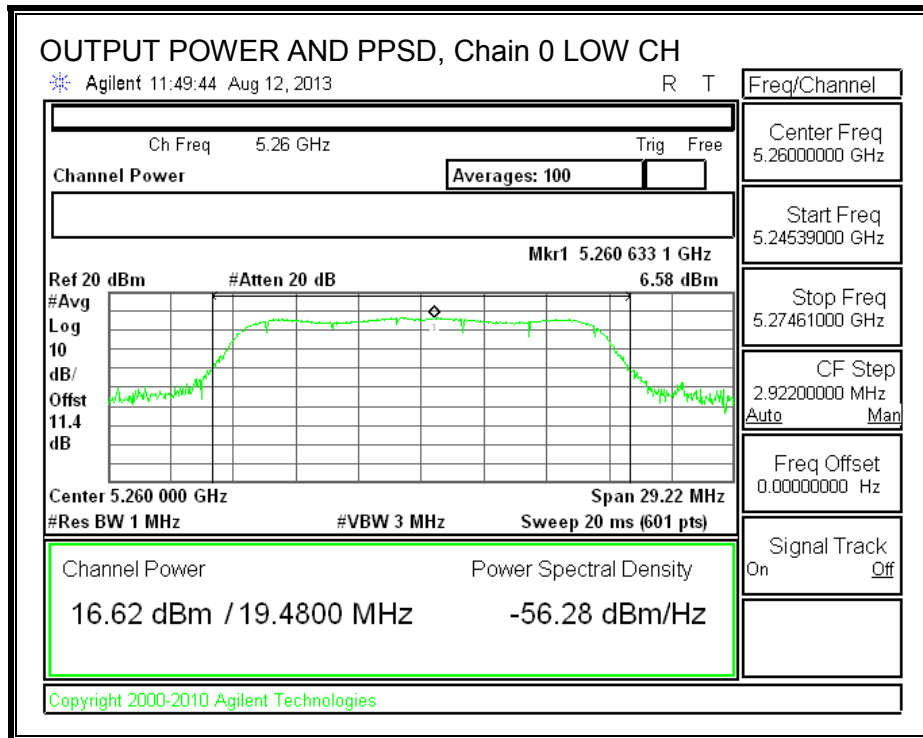 OUTPUT POWER AND PPSD, Chain 0 LOW CH
Agilent 11:49:44 Aug 12, 2013 R T
Ch Freq 5.26 GHz Trig Free
Channel Power Averages: 100
Mkr1 5.260 633 1 GHz
Ref 20 dBm #Atten 20 dB 6.58 dBm
#Avg
Log
10
dB/
Offst
11.4
dB
1
Center 5.260 000 GHz Span 29.22 MHz
#Res BW 1 MHz #VBW 3 MHz Sweep 20 ms (601 pts)
Channel Power Power Spectral Density
16.62 dBm / 19.4800 MHz -56.28 dBm/Hz
Copyright 2000-2010 Agilent Technologies
Freq/Channel
Center Freq
5.26000000 GHz
Start Freq
5.24539000 GHz
Stop Freq
5.27461000 GHz
CF Step
2.92200000 MHz
Auto Man
Freq Offset
0.00000000 Hz
Signal Track
On Off